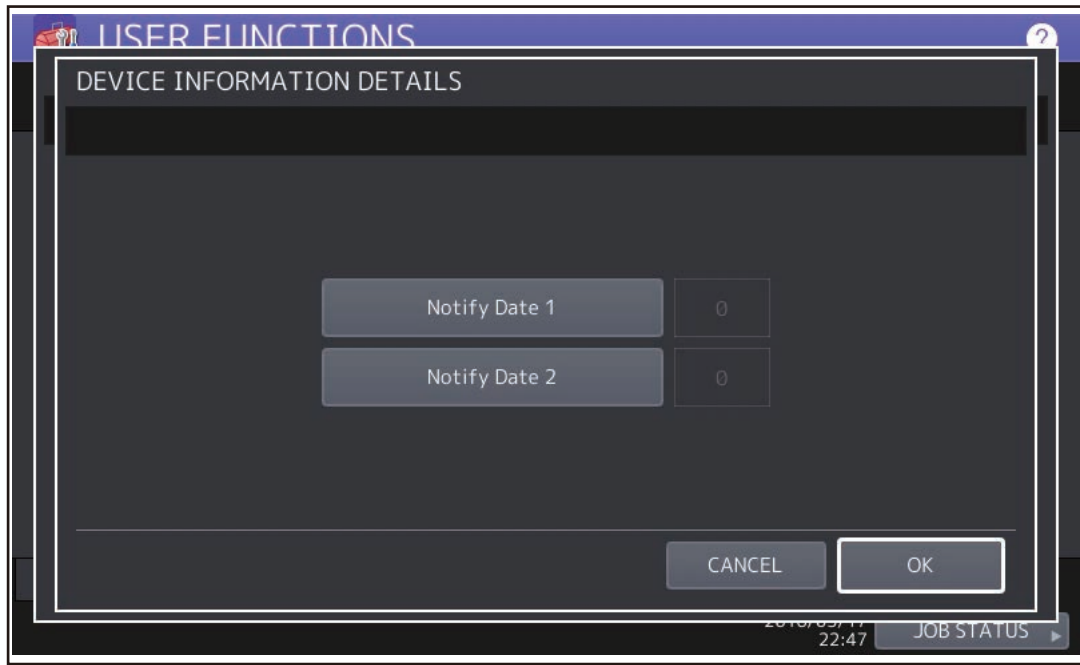 USER FUNCTIONS
?
DEVICE INFORMATION DETAILS
Notify Date 1
0
Notify Date 2
0
CANCEL
OK
22:47
JOB STATUS